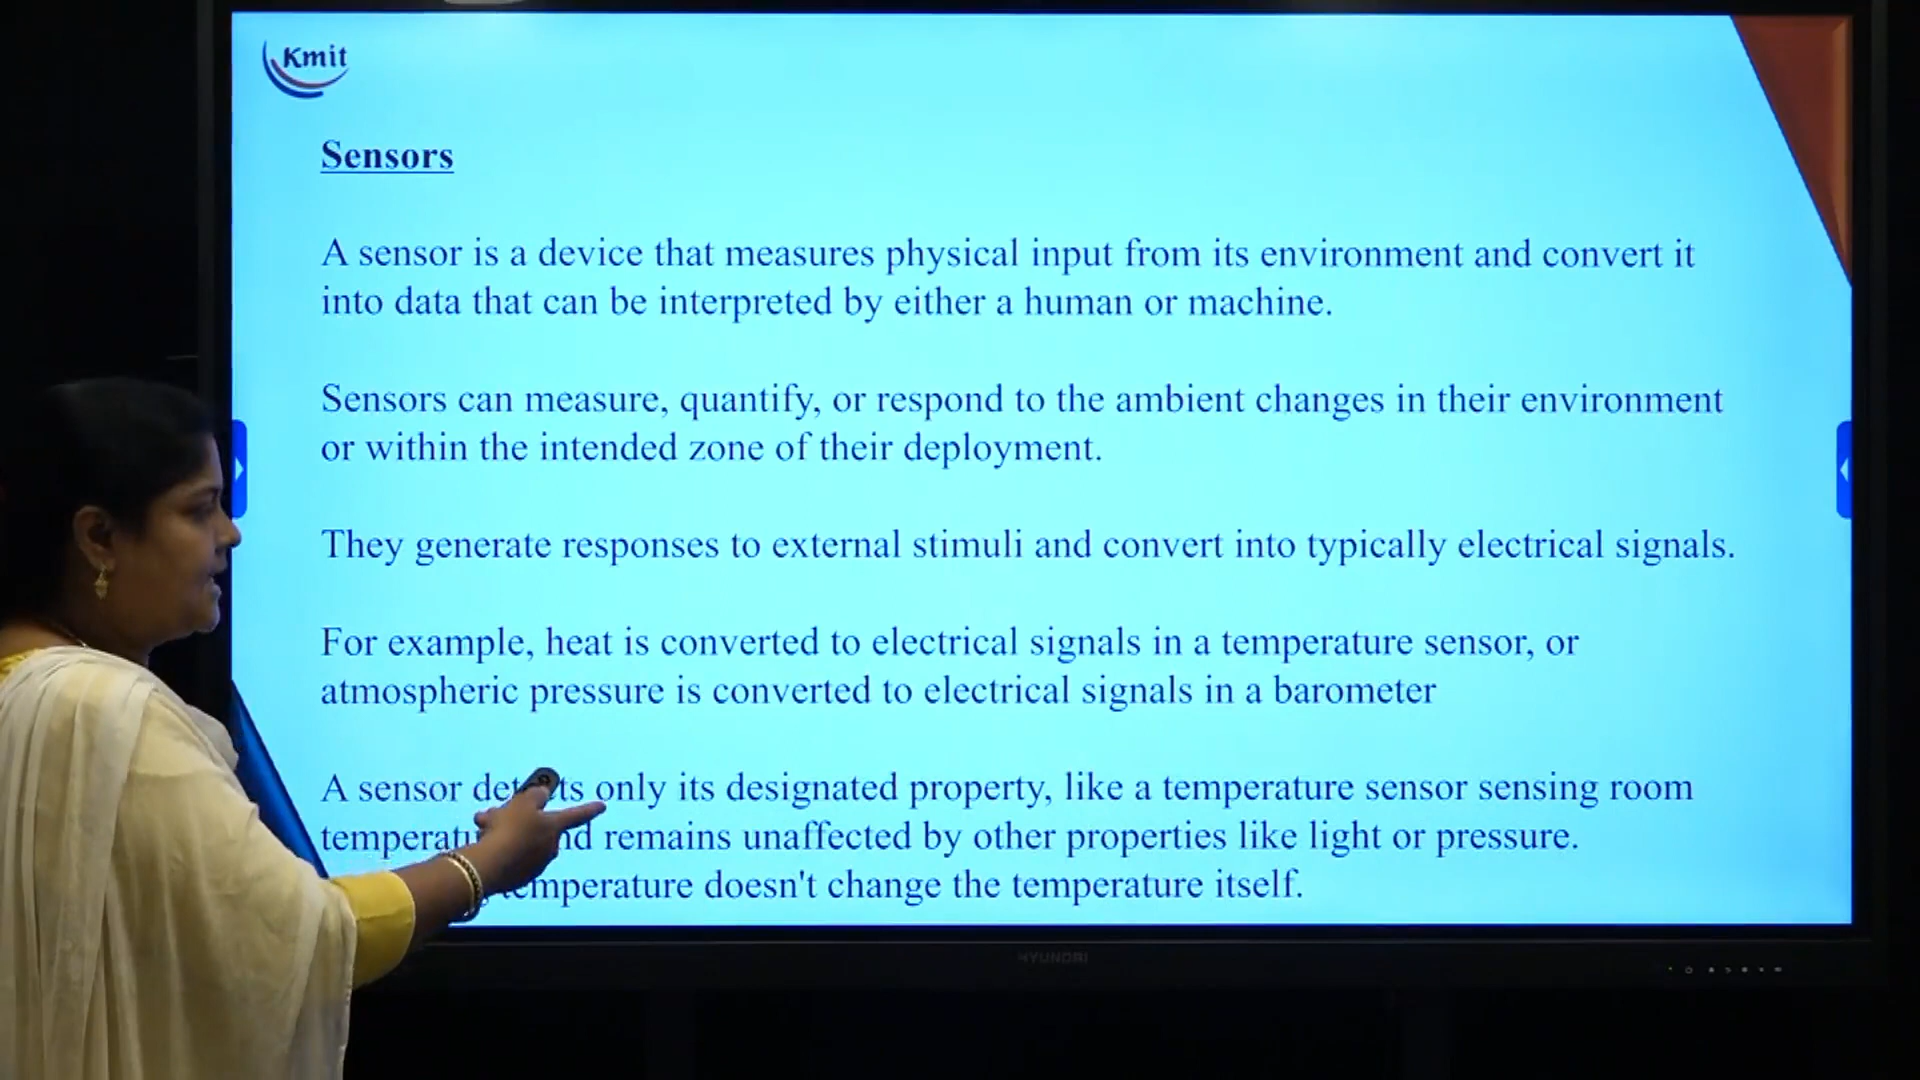 Kmit
Sensors
A sensor is a device that measures physical input from its environment and convert it
into data that can be interpreted by either a human or machine.
Sensors can measure, quantify, or respond to the ambient changes in their environment
or within the intended zone of their deployment.
They generate responses to external stimuli and convert into typically electrical signals.
For example, heat is converted to electrical signals in a temperature sensor, or
atmospheric pressure is converted to electrical signals in a barometer
A sensor only its designated property, like a temperature sensor sensing room
remains unaffected by other properties like light or pressure.
temperature doesn't change the temperature itself.
HYUNDAI